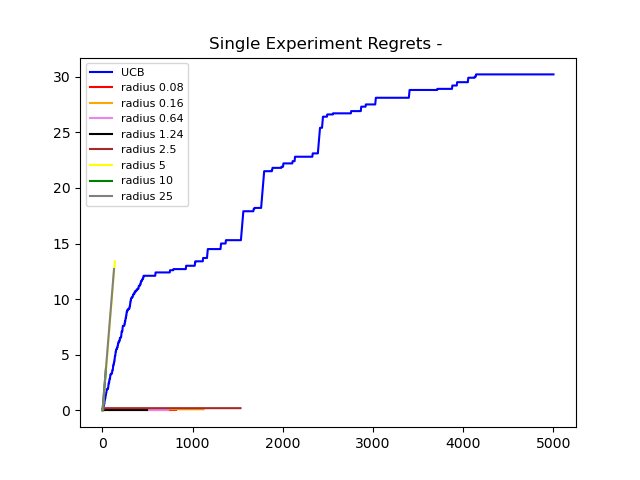 Single Experiment Regrets -
UCB
radius 0.08
radius 0.16
radius 0.64
radius 1.24
radius 2.5
radius 5
radius 10
radius 25
30
25
20
15
10
5
0
0 1000 2000 3000 4000 5000